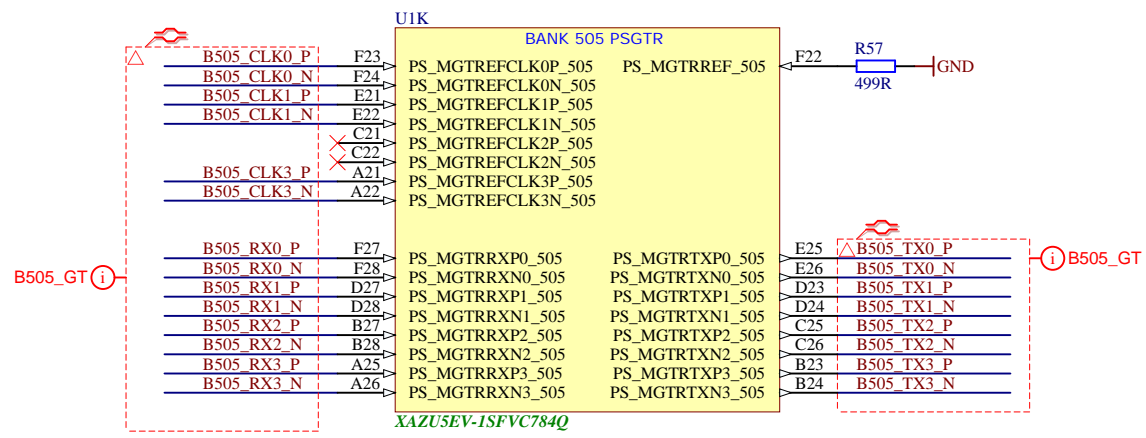 U1K
BANK 505 PSGTR
B505_CLK0_P F23 PS_MGTREFCLK0P_505 PS_MGTRREF_505 F22 R57 499R GND
B505_CLK0_N F24 PS_MGTREFCLK0N_505
B505_CLK1_P E21 PS_MGTREFCLK1P_505
B505_CLK1_N E22 PS_MGTREFCLK1N_505
C21 PS_MGTREFCLK2P_505
C22 PS_MGTREFCLK2N_505
B505_CLK3_P A21 PS_MGTREFCLK3P_505
B505_CLK3_N A22 PS_MGTREFCLK3N_505
B505_RX0_P F27 PS_MGTRRXP0_505 PS_MGTRTXP0_505 E25 B505_TX0_P
B505_GT i B505_RX0_N F28 PS_MGTRRXN0_505 PS_MGTRTXN0_505 E26 B505_TX0_N i B505_GT
B505_RX1_P D27 PS_MGTRRXP1_505 PS_MGTRTXP1_505 D23 B505_TX1_P
B505_RX1_N D28 PS_MGTRRXN1_505 PS_MGTRTXN1_505 D24 B505_TX1_N
B505_RX2_P B27 PS_MGTRRXP2_505 PS_MGTRTXP2_505 C25 B505_TX2_P
B505_RX2_N B28 PS_MGTRRXN2_505 PS_MGTRTXN2_505 C26 B505_TX2_N
B505_RX3_P A25 PS_MGTRRXP3_505 PS_MGTRTXP3_505 B23 B505_TX3_P
B505_RX3_N A26 PS_MGTRRXN3_505 PS_MGTRTXN3_505 B24 B505_TX3_N
XAZU5EV-1SFVC784Q